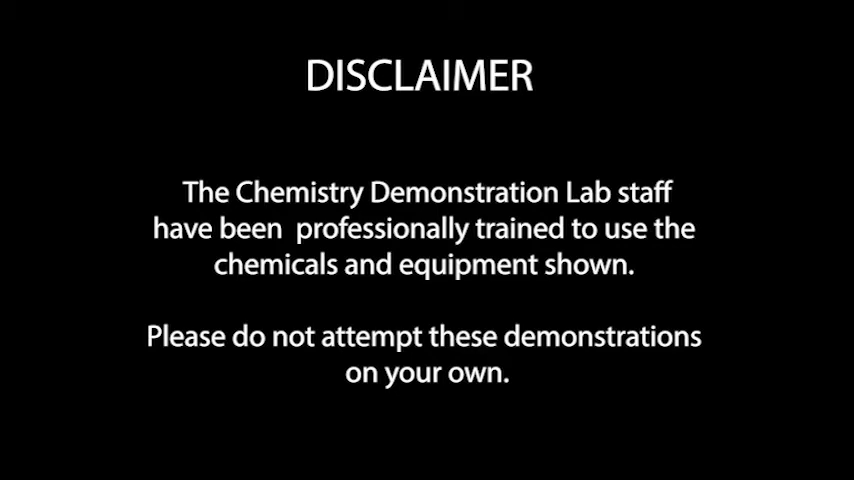 DISCLAIMER
The Chemistry Demonstration Lab staff
have been  professionally trained to use the
chemicals and equipment shown.
Please do not attempt these demonstrations
on your own.